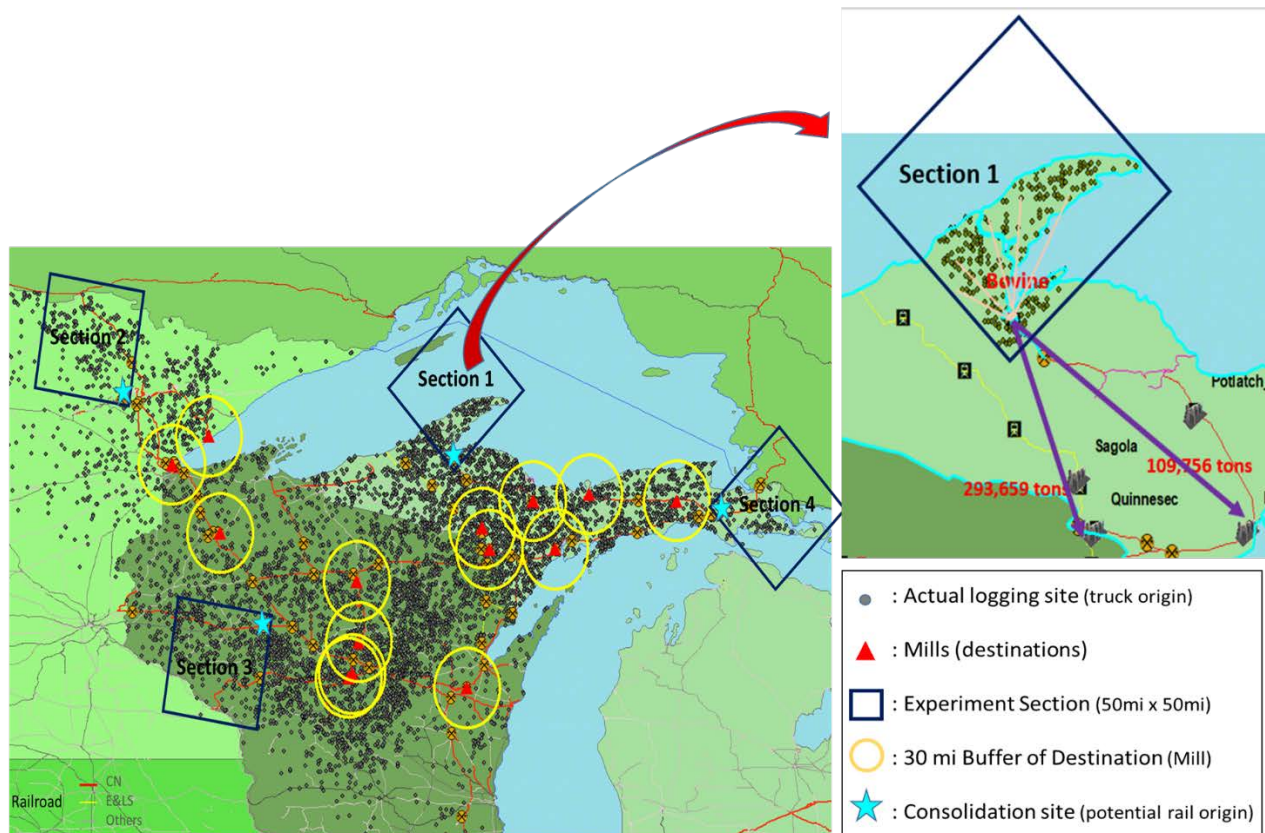 Section 2
Section 1
Section 4
Section 3
Railroad
CN
E&LS
Others
Section 1
Bovine
Potlatch
Sagola
109,756 tons
293,659 tons
Quinnesec
: Actual logging site (truck origin)
: Mills (destinations)
: Experiment Section (50mi x 50mi)
: 30 mi Buffer of Destination (Mill)
: Consolidation site (potential rail origin)